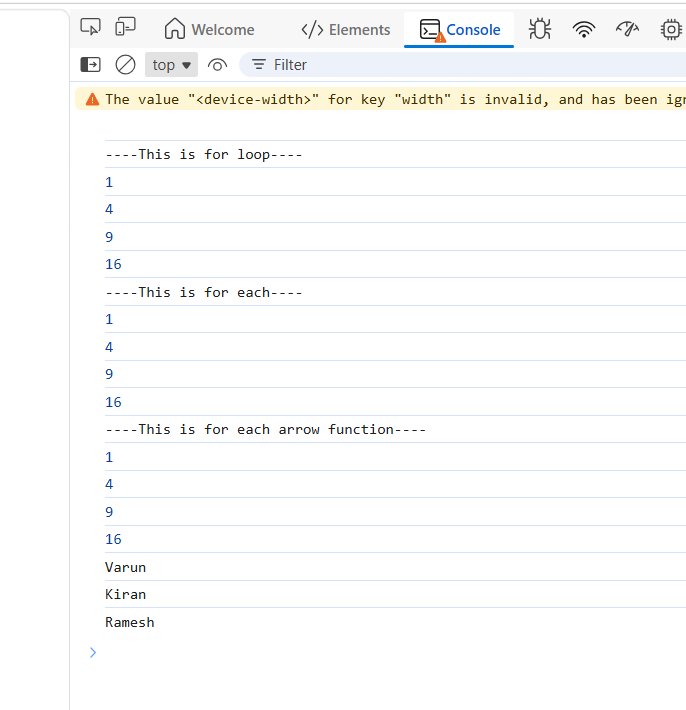 Welcome </> Elements Console
top Filter
The value "<device-width>" for key "width" is invalid, and has been
----This is for loop----
1
4
9
16
----This is for each----
1
4
9
16
----This is for each arrow function----
1
4
9
16
Varun
Kiran
Ramesh